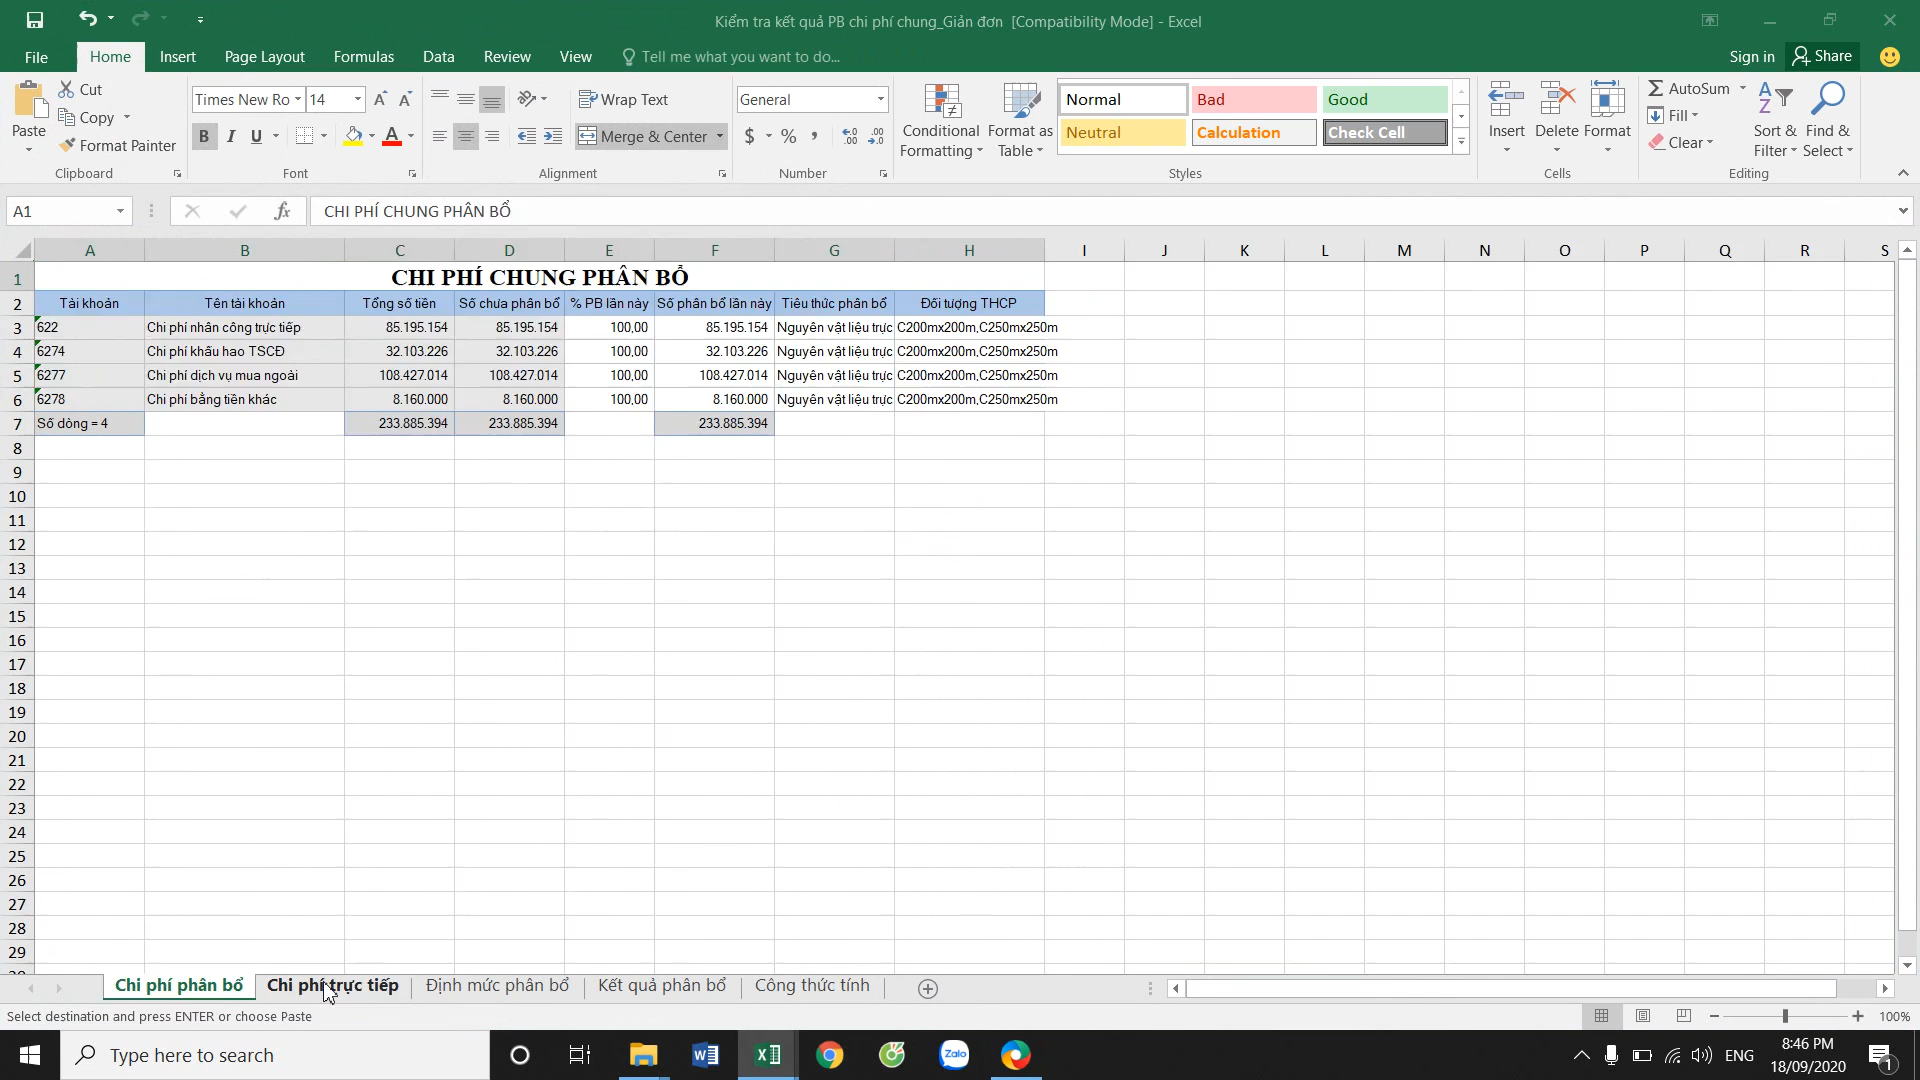 Kiểm tra kết quả PB chi phí chung_Giản đơn  [Compatibility Mode] - Excel
File Home Insert Page Layout Formulas Data Review View Tell me what you want to do... Sign in Share
Paste Cut Copy Format Painter
Clipboard
Times New Ro 14
B I U A
Font
Wrap Text
Merge & Center
Alignment
General
$ % ,
Number
Conditional Formatting
Format as Table
Normal Bad Good
Neutral Calculation Check Cell
Styles
Insert Delete Format
Cells
AutoSum
Fill
Clear
Sort & Filter
Find & Select
Editing
A1 fx CHI PHÍ CHUNG PHÂN BỔ
A B C D E F G H I J K L M N O P Q R S
1 CHI PHÍ CHUNG PHÂN BỔ
2 Tài khoản Tên tài khoản Tổng số tiền Số chưa phân bổ % PB lần này Số phân bổ lần này Tiêu thức phân bổ Đối tượng THCP
3 622 Chi phí nhân công trực tiếp 85.195.154 85.195.154 100,00 85.195.154 Nguyên vật liệu trực C200mx200m,C250mx250m
4 6274 Chi phí khấu hao TSCĐ 32.103.226 32.103.226 100,00 32.103.226 Nguyên vật liệu trực C200mx200m,C250mx250m
5 6277 Chi phí dịch vụ mua ngoài 108.427.014 108.427.014 100,00 108.427.014 Nguyên vật liệu trực C200mx200m,C250mx250m
6 6278 Chi phí bằng tiền khác 8.160.000 8.160.000 100,00 8.160.000 Nguyên vật liệu trực C200mx200m,C250mx250m
7 Số dòng = 4 233.885.394 233.885.394 233.885.394
8
9
10
11
12
13
14
15
16
17
18
19
20
21
22
23
24
25
26
27
28
29
Chi phí phân bổ Chi phí trực tiếp Định mức phân bổ Kết quả phân bổ Công thức tính
Select destination and press ENTER or choose Paste 100%
Type here to search Zalo ENG 8:46 PM
18/09/2020 1